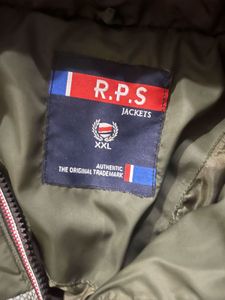 R.P.S
JACKETS
XXL
AUTHENTIC
THE ORIGINAL TRADEMARK